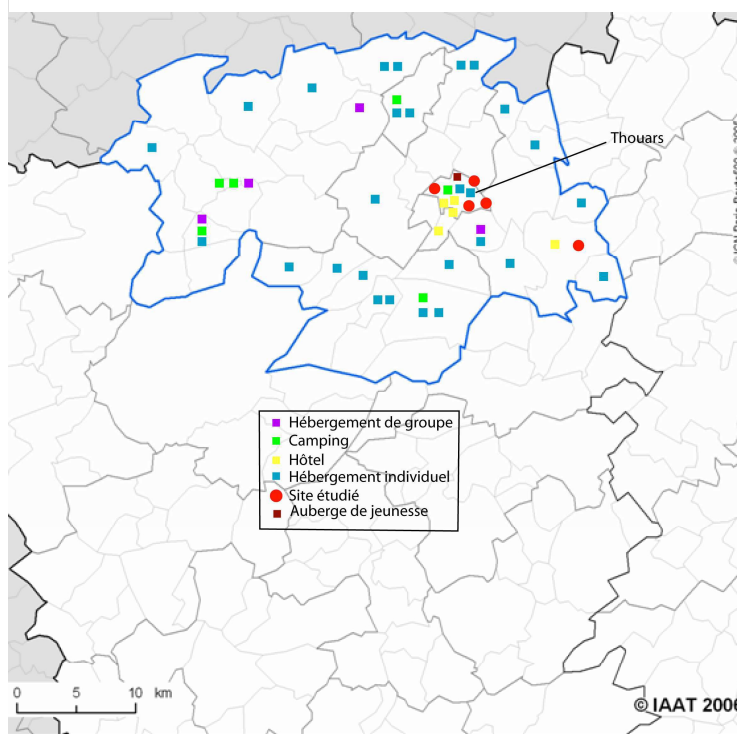 Thouars
Hébergement de groupe
Camping
Hôtel
Hébergement individuel
Site étudié
Auberge de jeunesse
0 5 10 km
© IAAT 2006